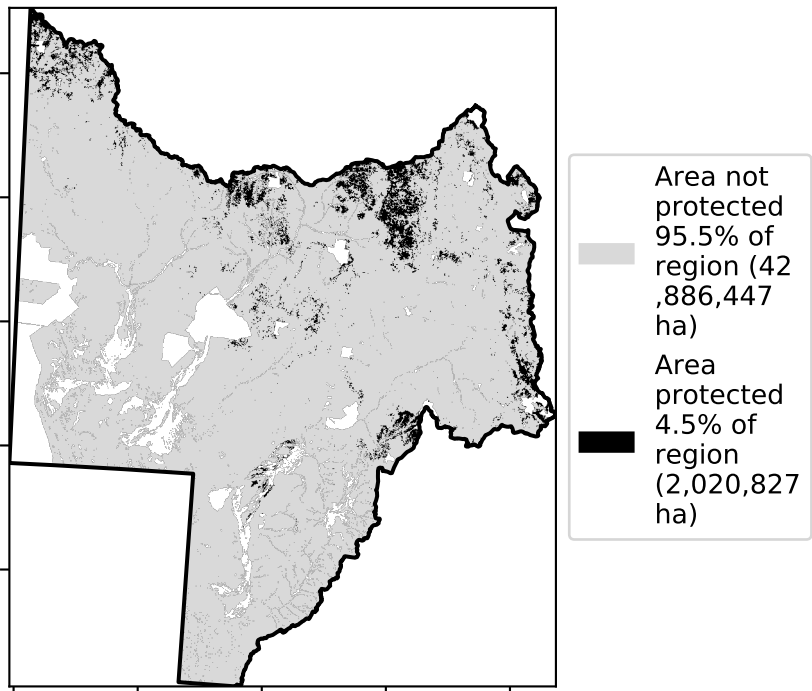 Area not
protected
95.5% of
region (42
,886,447
ha)
Area
protected
4.5% of
region
(2,020,827
ha)